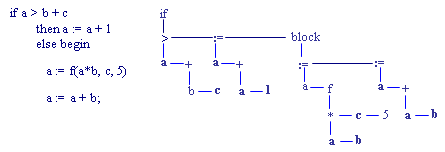 if a > b + c
then a := a + 1
else begin
a := f(a*b, c, 5)
a := a + b;
if
> := block
a + a + := :=
b c a 1 a f a +
* c 5 a b
a b